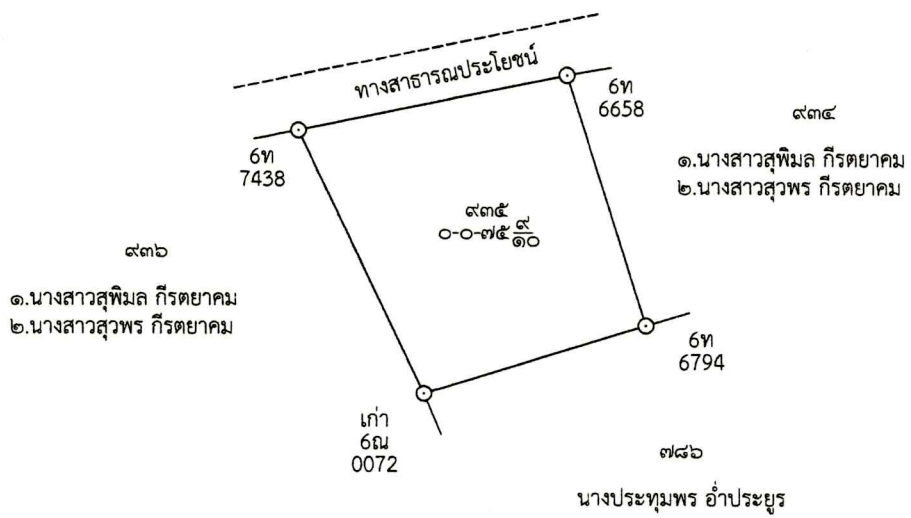 ทางสาธารณประโยชน์
6ท
6658
๙๓๔
6ท
7438
๑.นางสาวสุพิมล กีรตยาคม
๒.นางสาวสุวพร กีรตยาคม
๙๓๕
๐-๐-๗๕ ๙/๑๐
๙๓๖
๑.นางสาวสุพิมล กีรตยาคม
๒.นางสาวสุวพร กีรตยาคม
6ท
6794
เก่า
6ณ
0072
๗๘๖
นางประทุมพร อ่ำประยูร